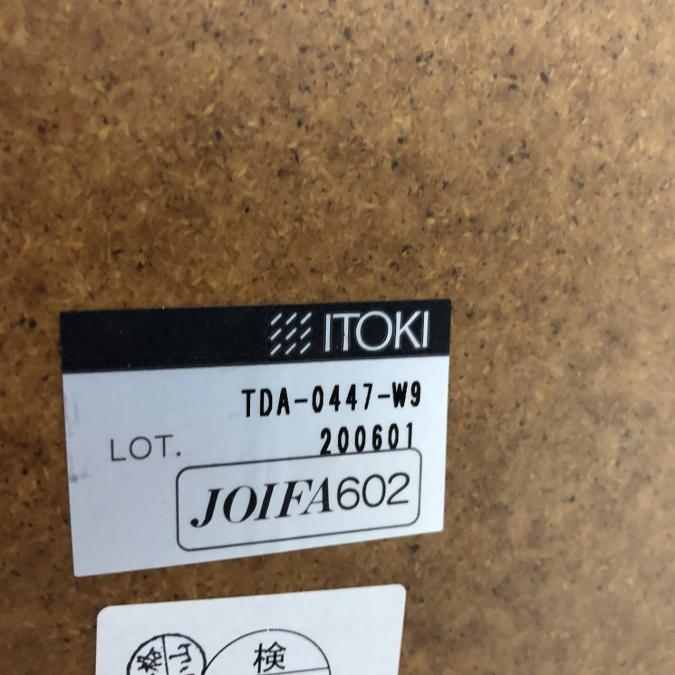 ITOKI
TDA-0447-W9
LOT. 200601
JOIFA602
検